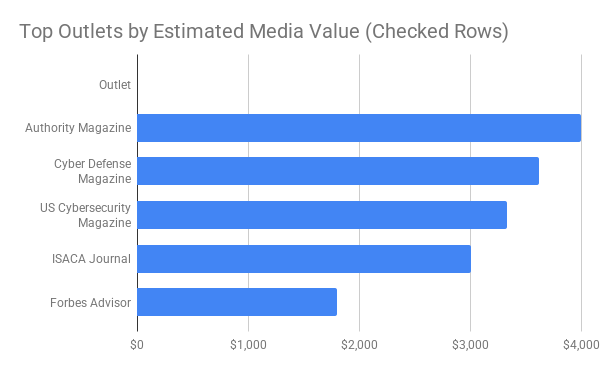 Top Outlets by Estimated Media Value (Checked Rows)
Outlet
Authority Magazine
Cyber Defense
Magazine
US Cybersecurity
Magazine
ISACA Journal
Forbes Advisor
$0 $1,000 $2,000 $3,000 $4,000